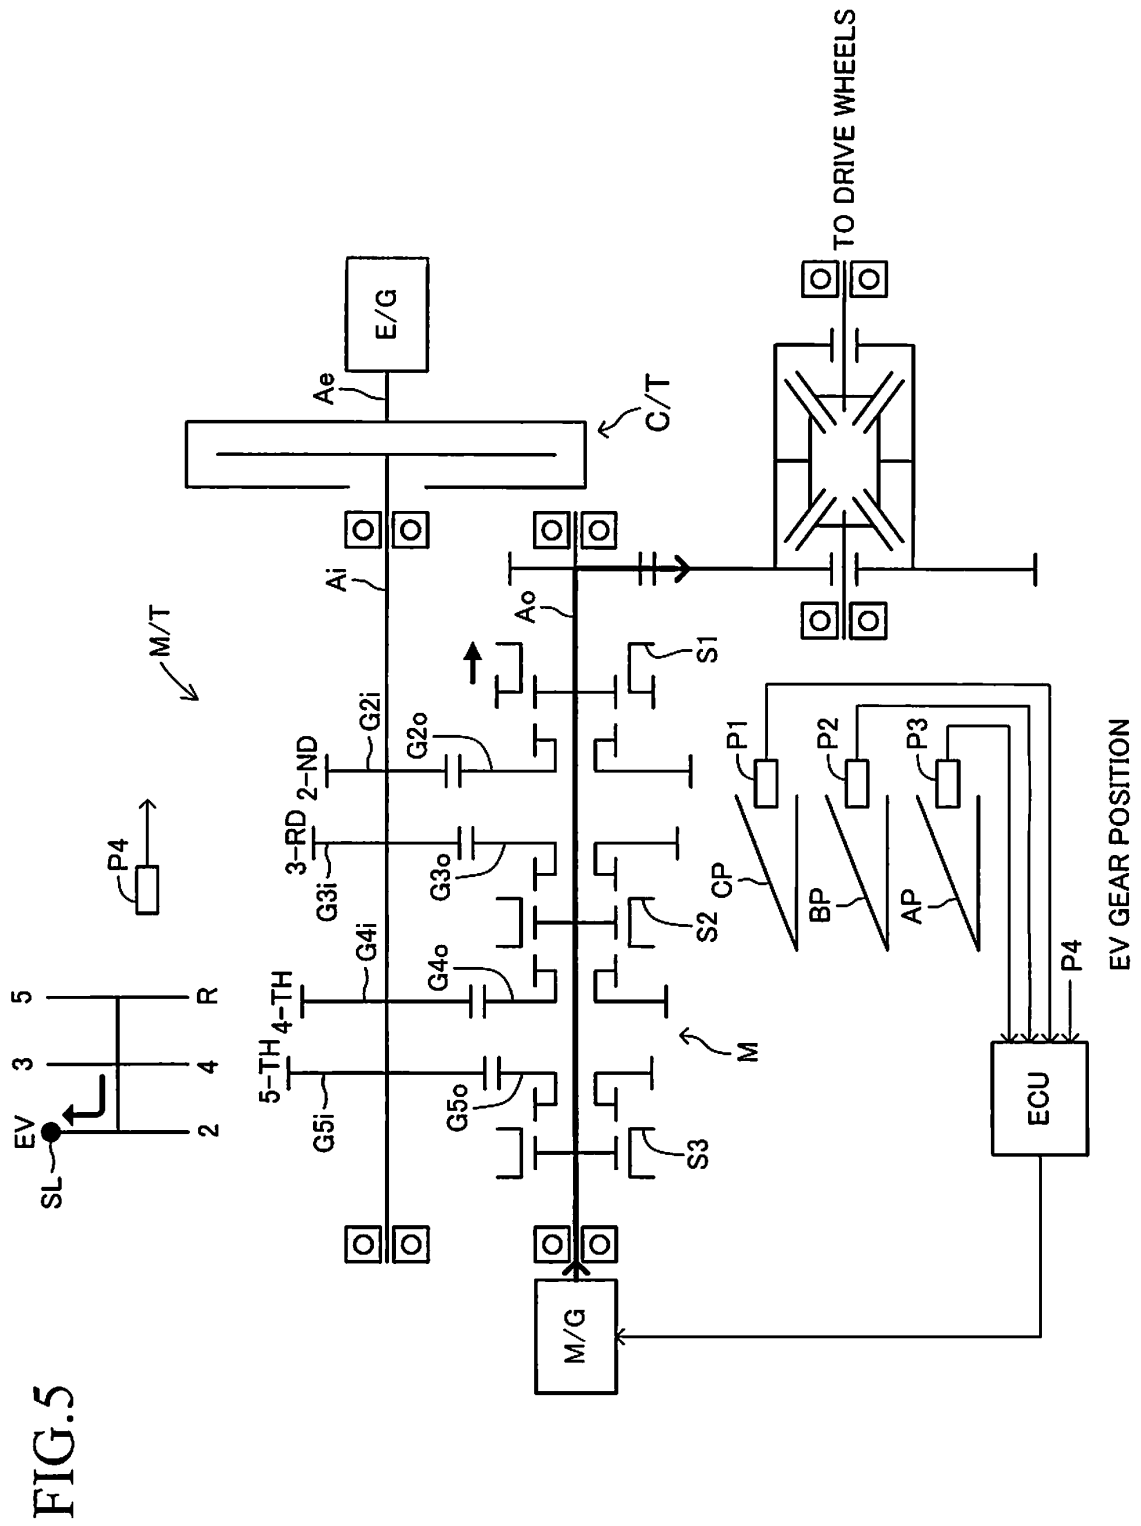 FIG.5
EV
3
5
SL
2
4
R
P4
M/T
5-TH
4-TH
3-RD
2-ND
G5i
G4i
G3i
G2i
Ai
Ae
E/G
C/T
G5o
G4o
G3o
G2o
Ao
M/G
S3
M
S2
S1
TO DRIVE WHEELS
CP
P1
BP
P2
AP
P3
P4
ECU
EV GEAR POSITION